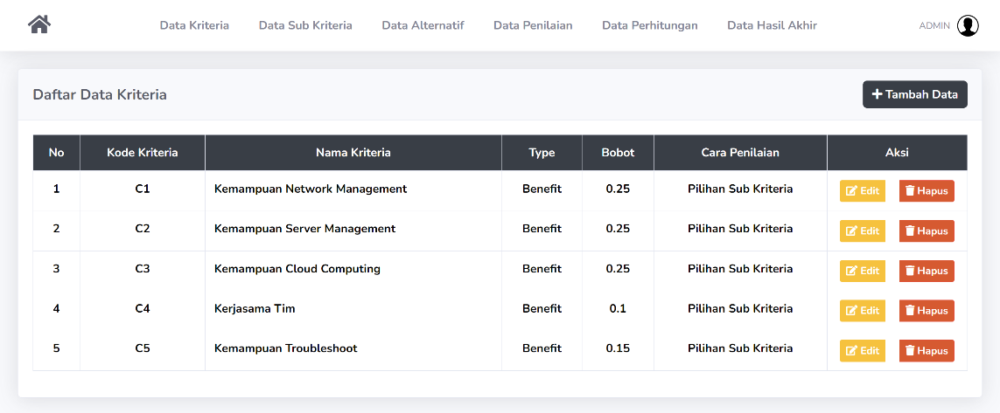 Data Kriteria Data Sub Kriteria Data Alternatif Data Penilaian Data Perhitungan Data Hasil Akhir ADMIN
Daftar Data Kriteria Tambah Data
No Kode Kriteria Nama Kriteria Type Bobot Cara Penilaian Aksi
1 C1 Kemampuan Network Management Benefit 0.25 Pilihan Sub Kriteria Edit Hapus
2 C2 Kemampuan Server Management Benefit 0.25 Pilihan Sub Kriteria Edit Hapus
3 C3 Kemampuan Cloud Computing Benefit 0.25 Pilihan Sub Kriteria Edit Hapus
4 C4 Kerjasama Tim Benefit 0.1 Pilihan Sub Kriteria Edit Hapus
5 C5 Kemampuan Troubleshoot Benefit 0.15 Pilihan Sub Kriteria Edit Hapus